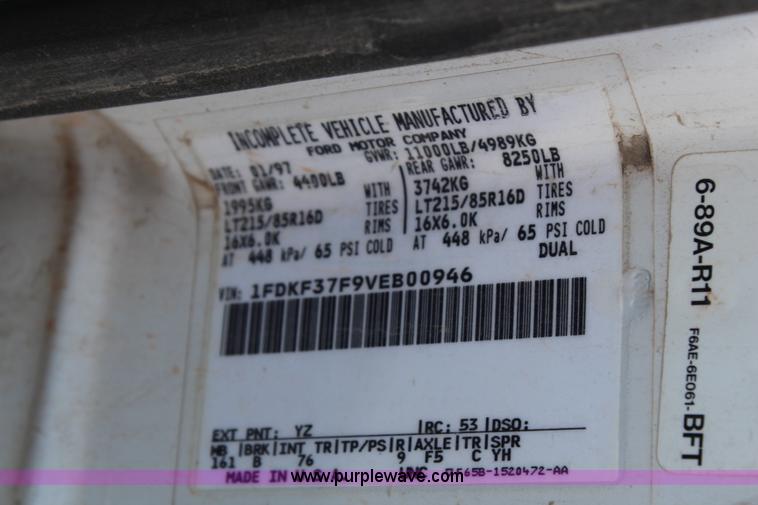 INCOMPLETE VEHICLE MANUFACTURED BY
FORD MOTOR COMPANY
DATE: 01/97 GVWR: 11000LB/4989KG
FRONT GAWR: 4400LB REAR GAWR: 8250LB
1995KG WITH 3742KG WITH
LT215/85R16D TIRES LT215/85R16D TIRES
16X6.0K RIMS 16X6.0K RIMS
AT 448 kPa/ 65 PSI COLD AT 448 kPa/ 65 PSI COLD
DUAL
VIN: 1FDKF37F9VEB00946
EXT PNT: YZ |RC: 53 |DSO:
WB |BRK|INT TR|TP/PS|R|AXLE|TR|SPR
161 B 76 9 F5 C YH
MADE IN
www.purplewave.com
6-89A-R11
F6AE-6E061-BFT